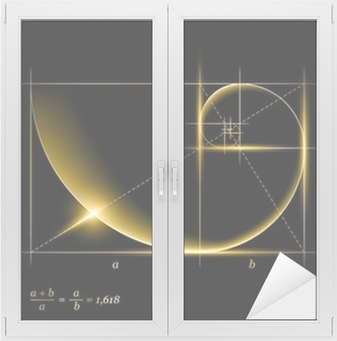 a b
a + b / a = a / b = 1,618